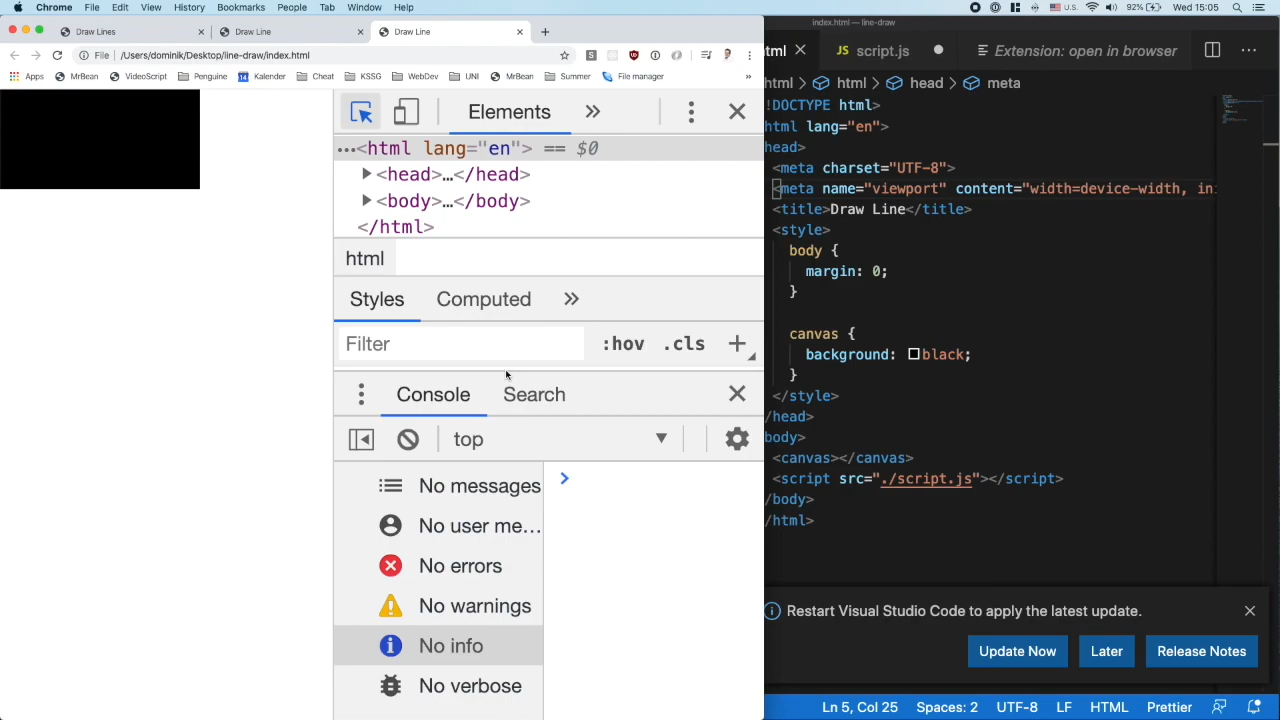 Chrome File Edit View History Bookmarks People Tab Window Help U.S. 92% Wed 15:05
Draw Lines Draw Line Draw Line
File /Users/dominik/Desktop/line-draw/index.html
Apps MrBean VideoScript Penguine Kalender Cheat KSSG WebDev UNI MrBean Summer File manager »
Elements »
…<html lang="en"> == $0
<head>…</head>
<body>…</body>
</html>
html
Styles Computed »
Filter :hov .cls +
Console Search
top
No messages
No user me…
No errors
No warnings
No info
No verbose
index.html — line-draw
tml JS script.js Extension: open in browser
html > html > head > meta
!DOCTYPE html>
html lang="en">
head>
<meta charset="UTF-8">
<meta name="viewport" content="width=device-width, in
<title>Draw Line</title>
<style>
body {
margin: 0;
}
canvas {
background: black;
}
</style>
/head>
body>
<canvas></canvas>
<script src="./script.js"></script>
/body>
/html>
Restart Visual Studio Code to apply the latest update.
Update Now Later Release Notes
Ln 5, Col 25 Spaces: 2 UTF-8 LF HTML Prettier